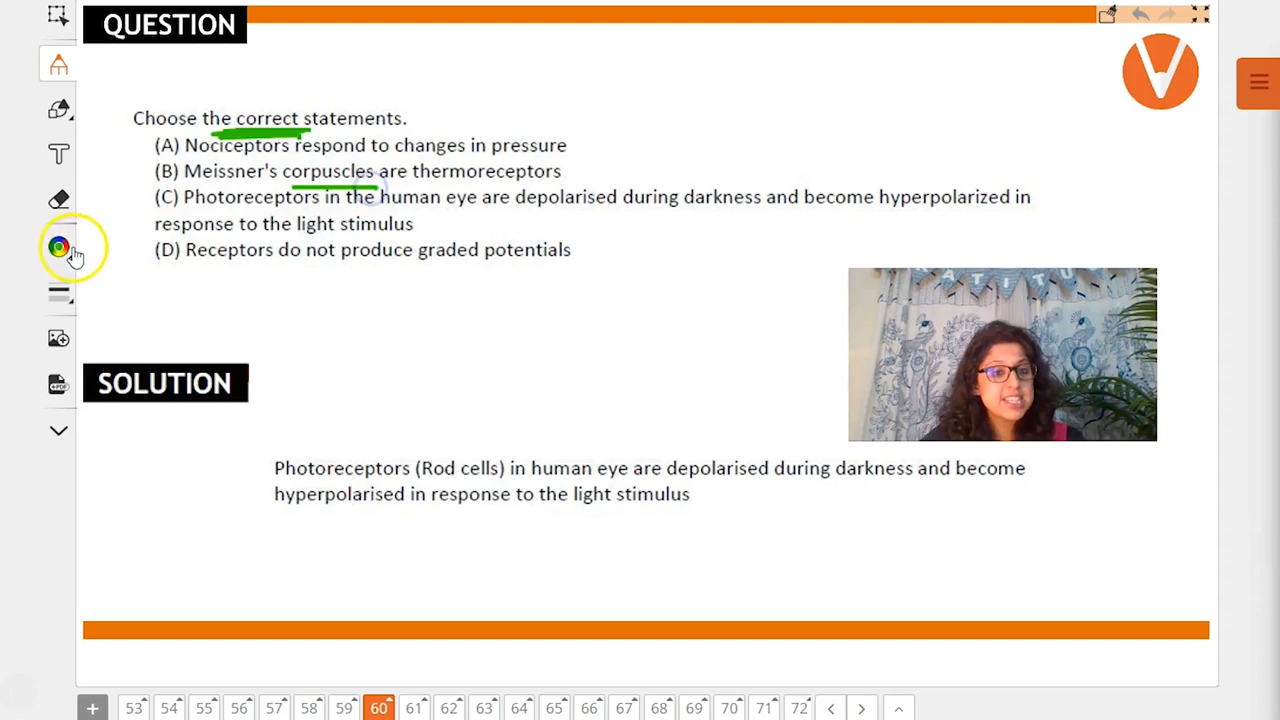 QUESTION
Choose the correct statements.
(A) Nociceptors respond to changes in pressure
(B) Meissner's corpuscles are thermoreceptors
(C) Photoreceptors in the human eye are depolarised during darkness and become hyperpolarized in
response to the light stimulus
(D) Receptors do not produce graded potentials
ATITU
SOLUTION
Photoreceptors (Rod cells) in human eye are depolarised during darkness and become
hyperpolarised in response to the light stimulus
+PDF
53 54 55 56 57 58 59 60 61 62 63 64 65 66 67 68 69 70 71 72